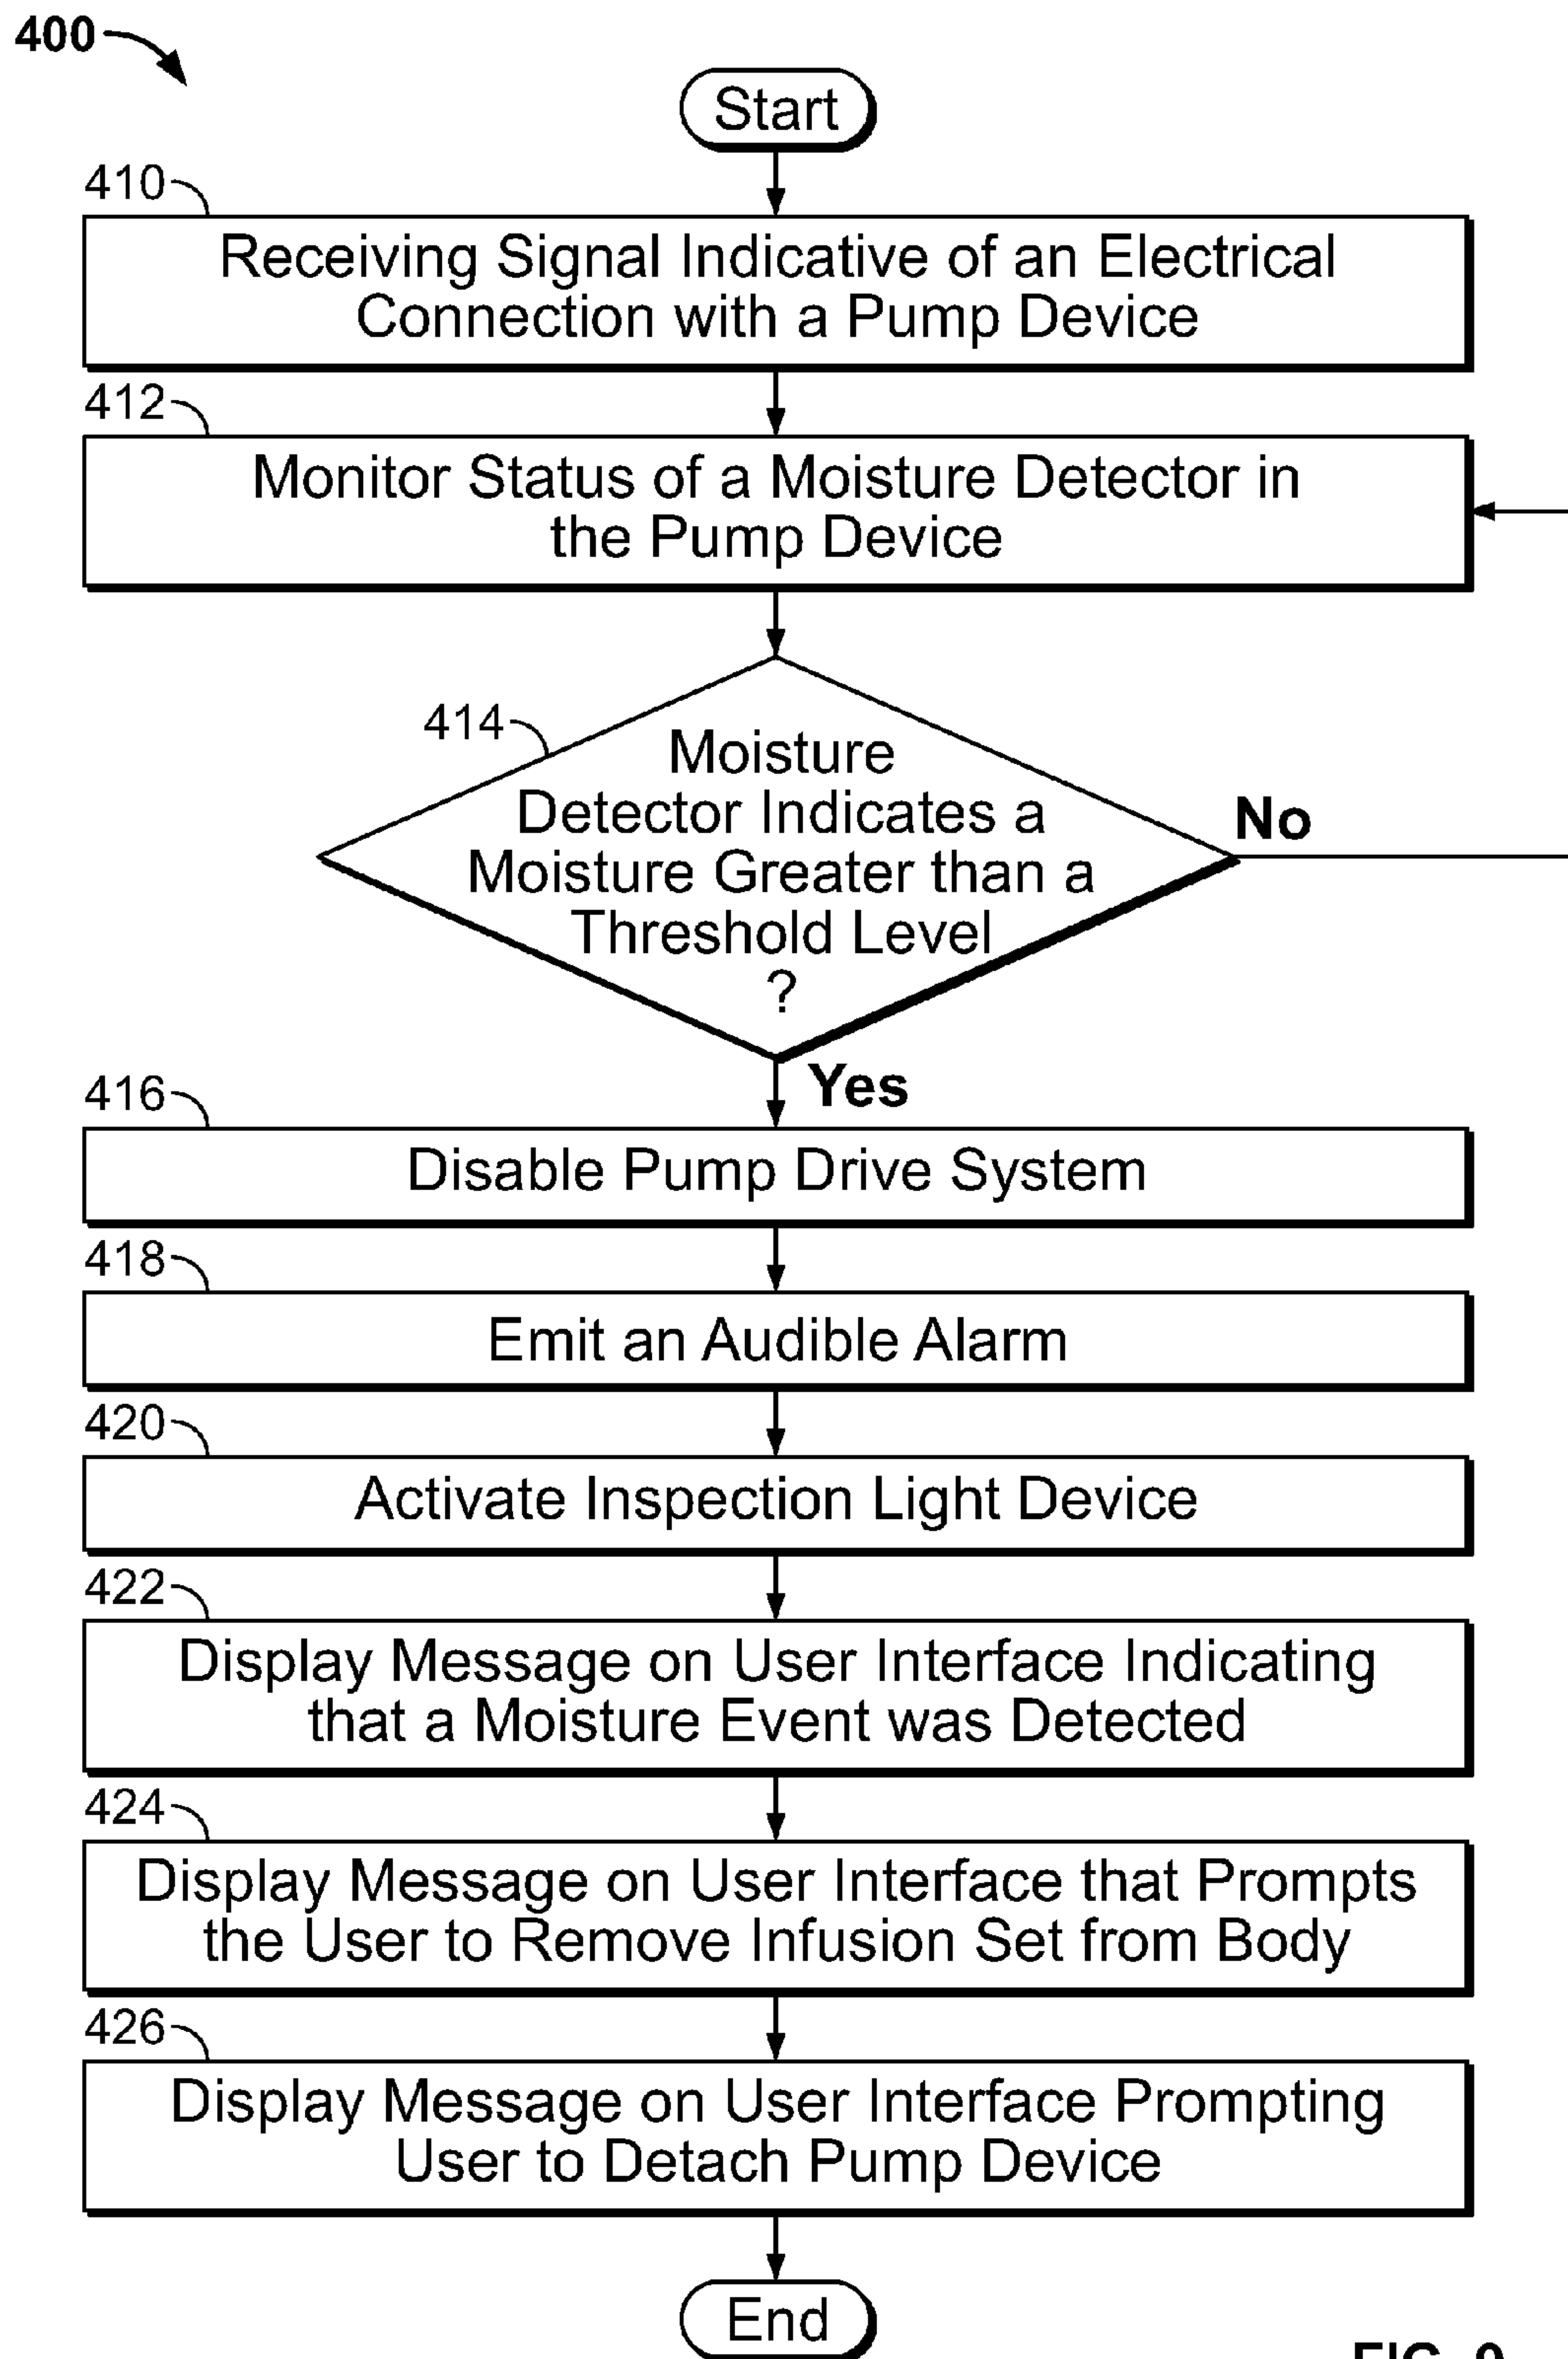 400
Start
410
Receiving Signal Indicative of an Electrical
Connection with a Pump Device
412
Monitor Status of a Moisture Detector in
the Pump Device
414
Moisture
Detector Indicates a
Moisture Greater than a
Threshold Level
?
No
Yes
416
Disable Pump Drive System
418
Emit an Audible Alarm
420
Activate Inspection Light Device
422
Display Message on User Interface Indicating
that a Moisture Event was Detected
424
Display Message on User Interface that Prompts
the User to Remove Infusion Set from Body
426
Display Message on User Interface Prompting
User to Detach Pump Device
End